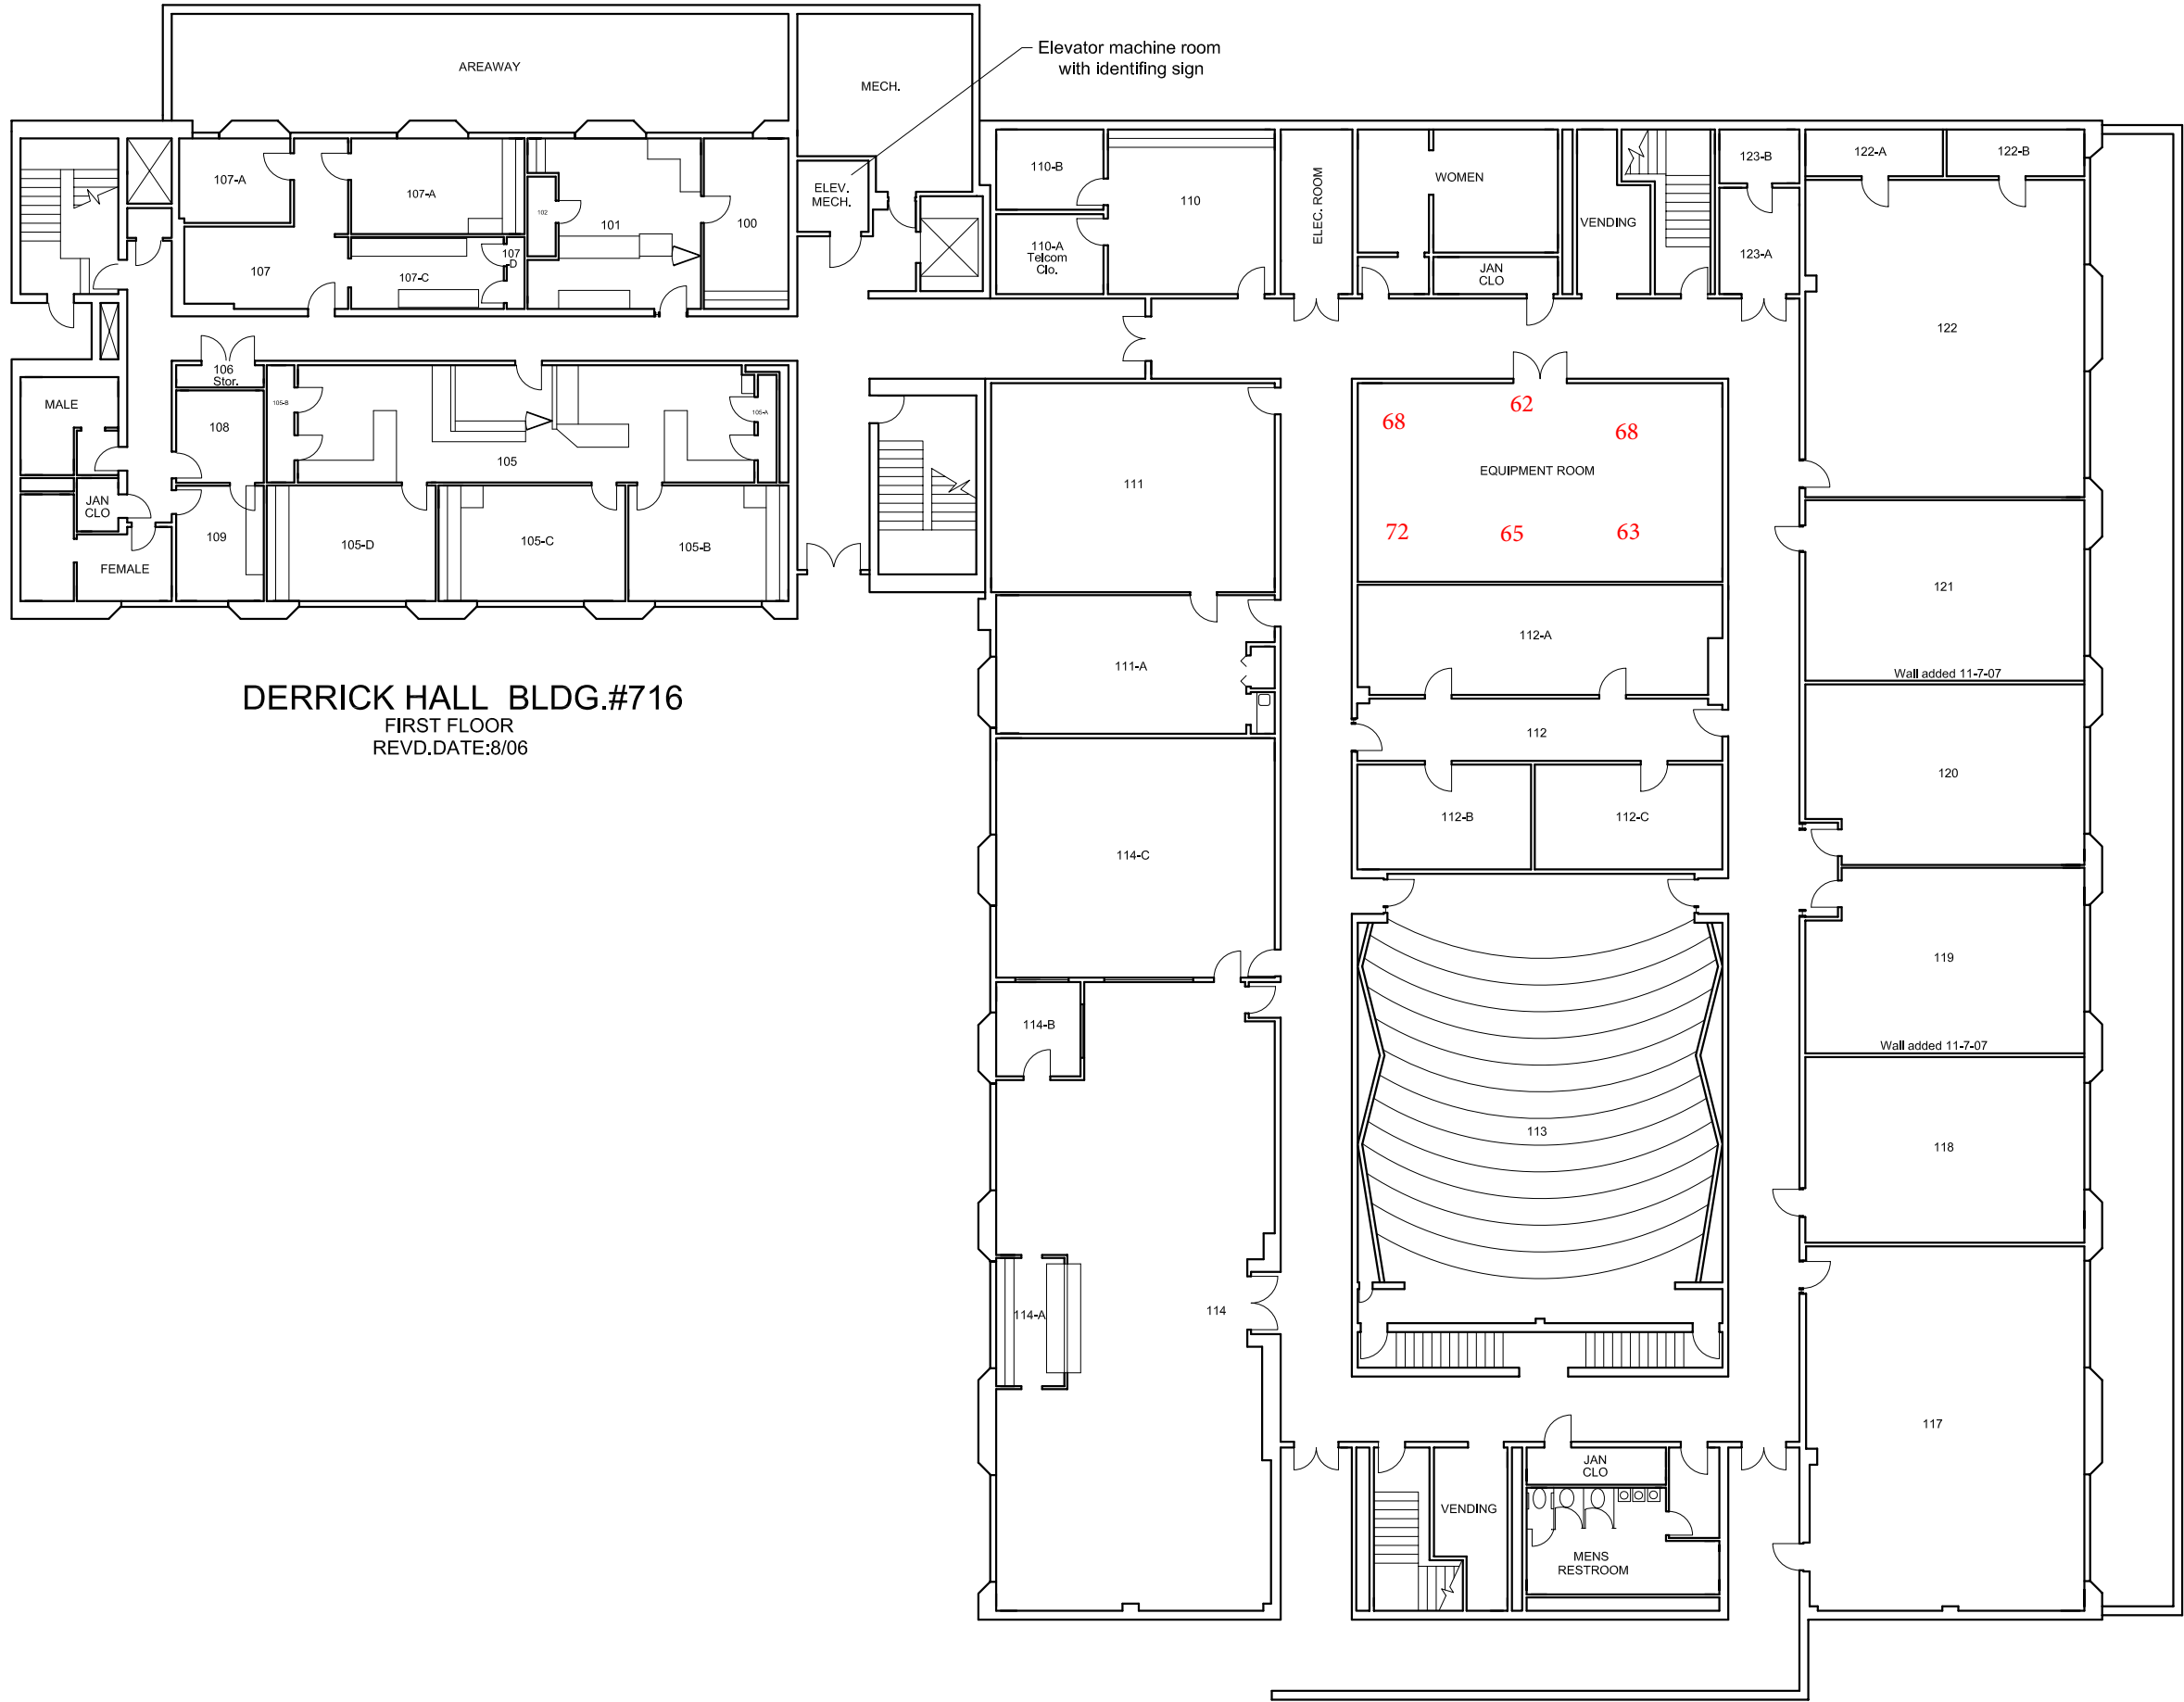 Elevator machine room
with identifing sign
AREAWAY
MECH.
ELEV.
MECH.
107-A
107-A
102
101
100
107
107-C
107
D
110-B
110-A
Telcom
Clo.
110
ELEC. ROOM
WOMEN
JAN
CLO
VENDING
123-B
123-A
122-A
122-B
122
106
Stor.
MALE
108
105-B
105
105-A
JAN
CLO
109
FEMALE
105-D
105-C
105-B
111
68
62
68
EQUIPMENT ROOM
72
65
63
121
Wall added 11-7-07
111-A
112-A
112
120
112-B
112-C
DERRICK HALL BLDG.#716
FIRST FLOOR
REVD.DATE:8/06
114-C
119
Wall added 11-7-07
114-B
113
118
114-A
114
117
JAN
CLO
VENDING
MENS
RESTROOM